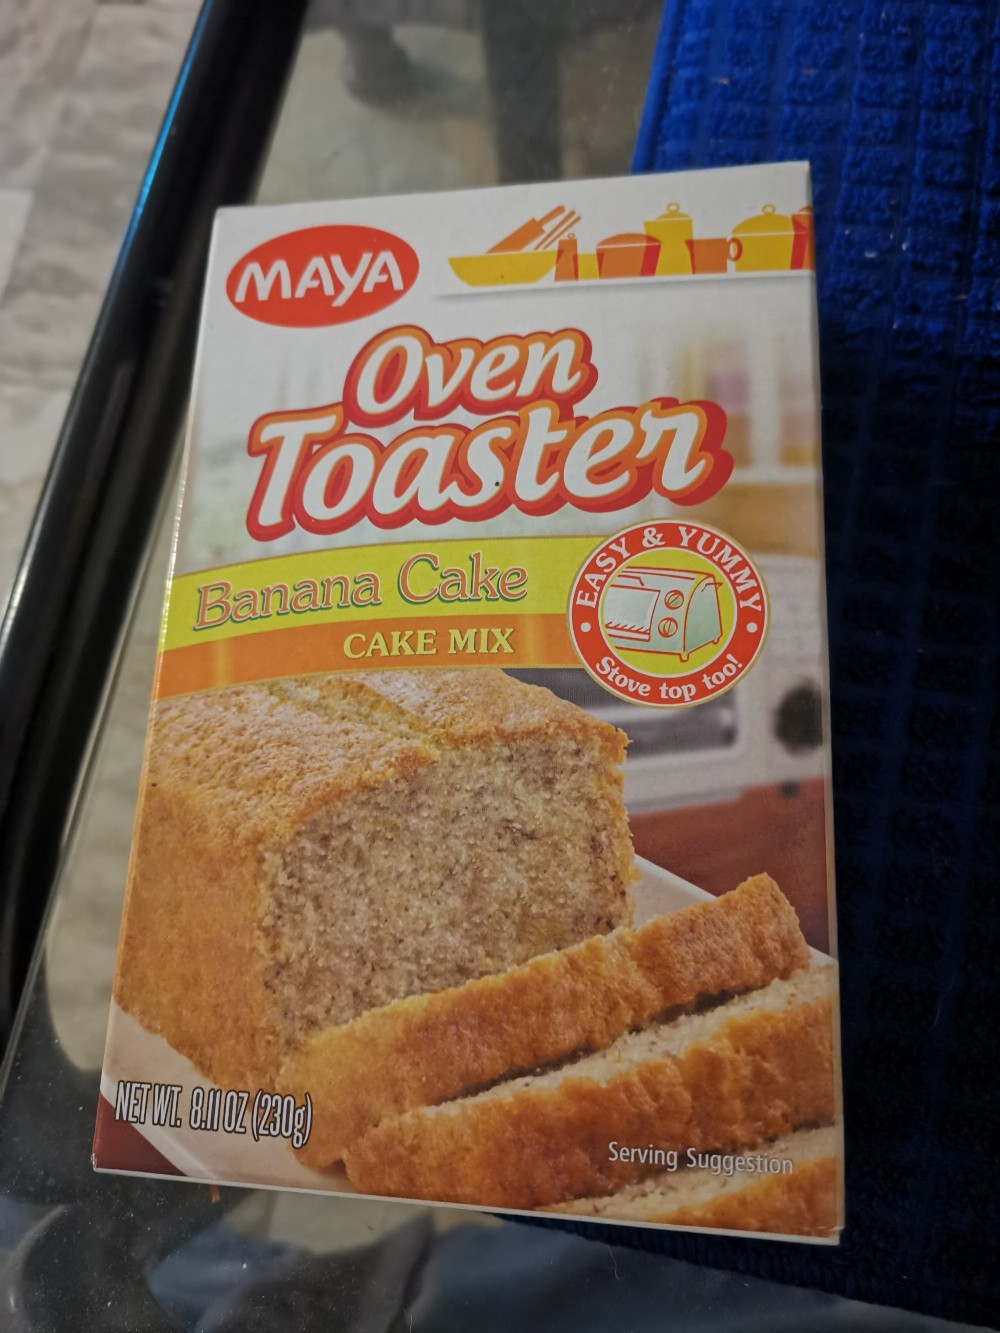 MAYA
Oven
Toaster
Banana Cake
CAKE MIX
• EASY & YUMMY •
Stove top too!
NET WT. 8.11 OZ (230g)
Serving Suggestion